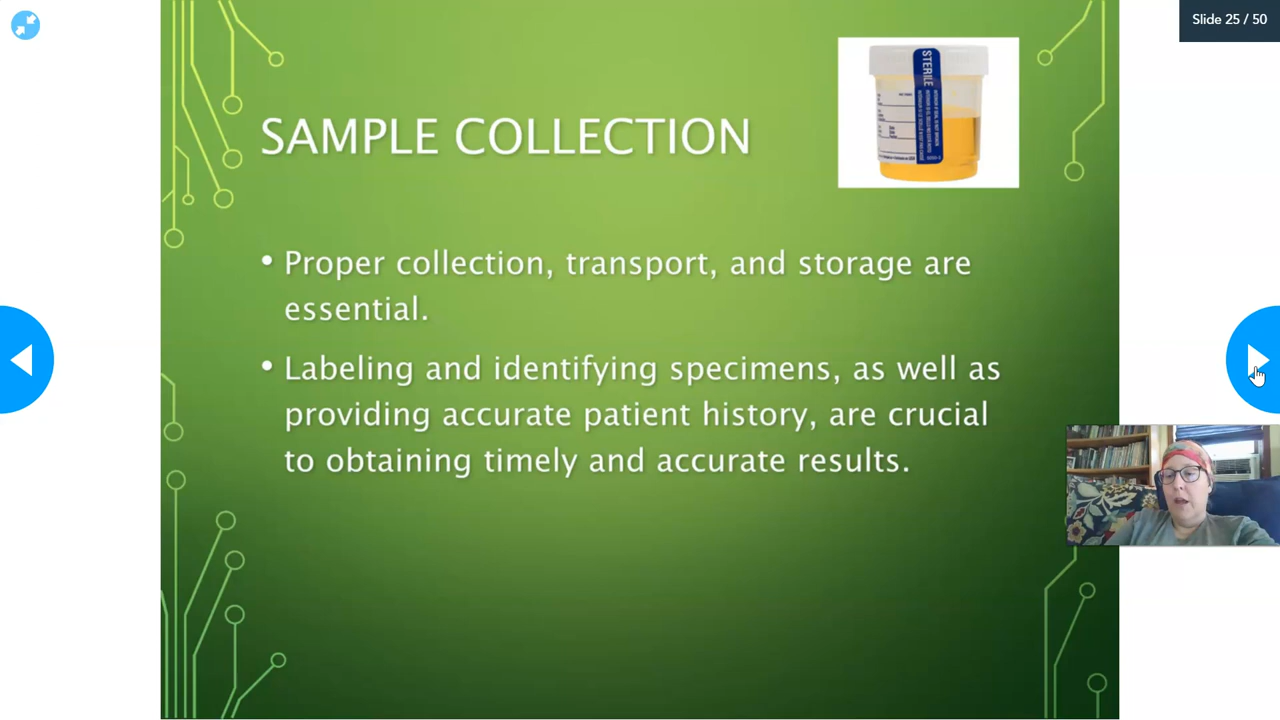 Slide 25 / 50
STERILE
SAMPLE COLLECTION
• Proper collection, transport, and storage are
essential.
• Labeling and identifying specimens, as well as
providing accurate patient history, are crucial
to obtaining timely and accurate results.